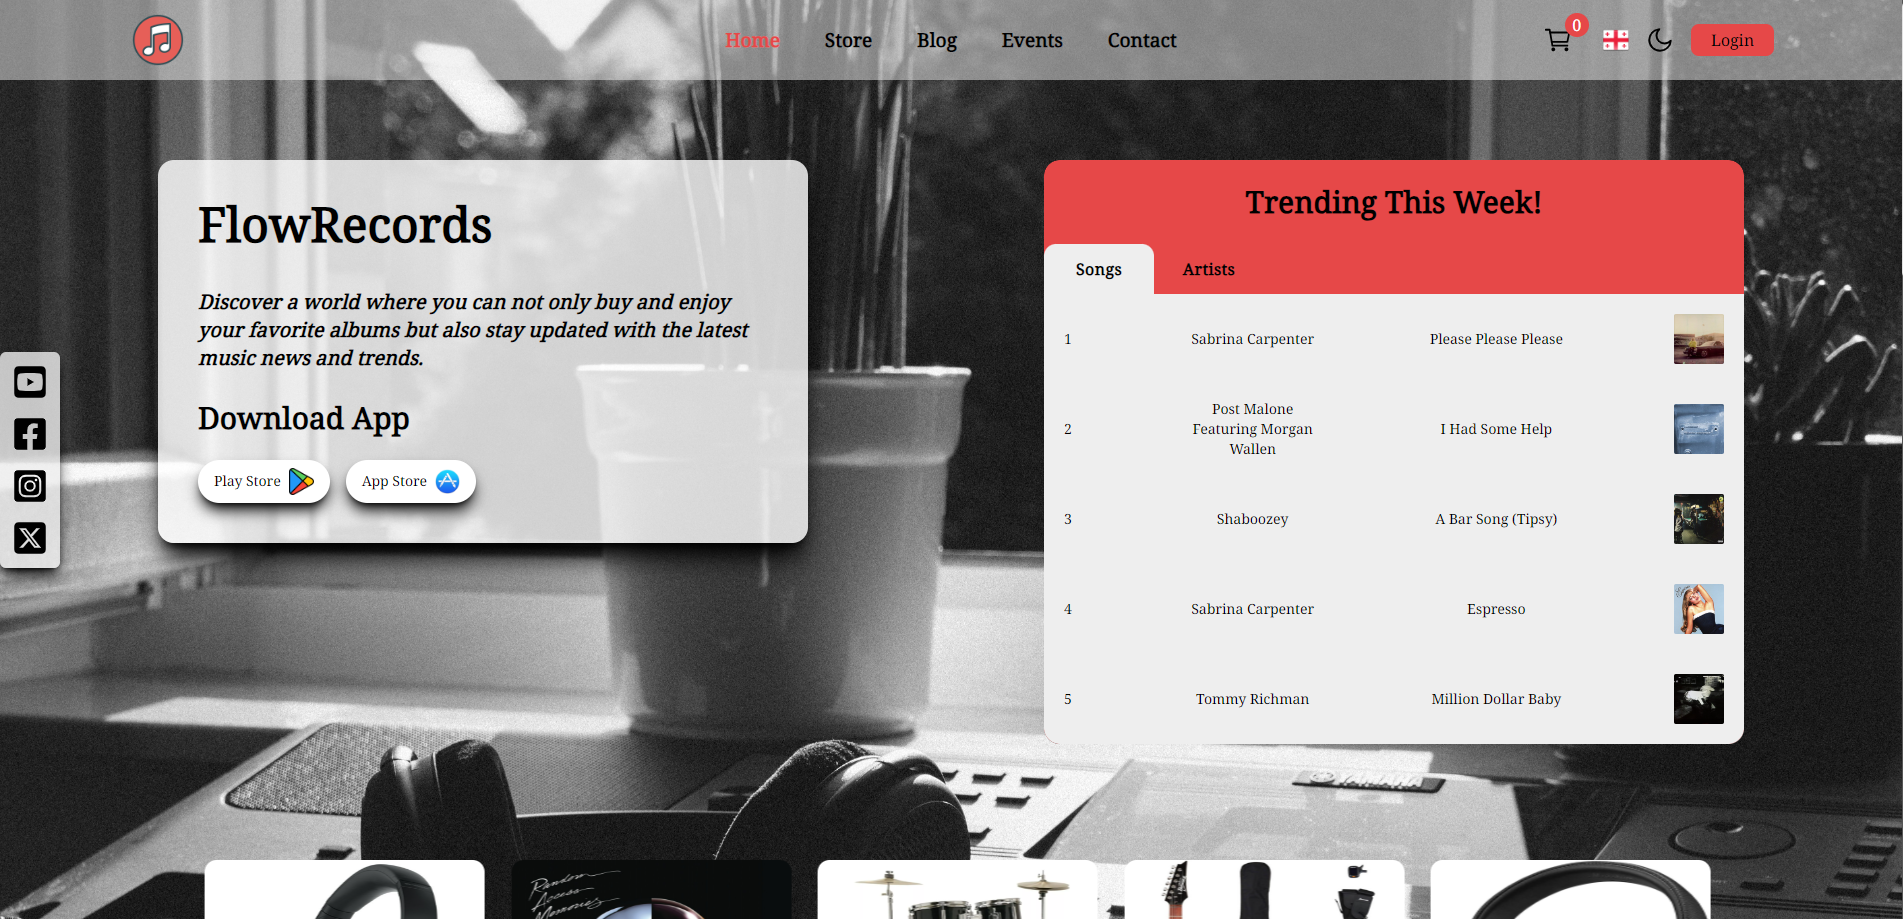 Home
Store
Blog
Events
Contact
0
Login
FlowRecords
Discover a world where you can not only buy and enjoy
your favorite albums but also stay updated with the latest
music news and trends.
Download App
Play Store
App Store
Trending This Week!
Songs
Artists
1
Sabrina Carpenter
Please Please Please
2
Post Malone
Featuring Morgan
Wallen
I Had Some Help
3
Shaboozey
A Bar Song (Tipsy)
4
Sabrina Carpenter
Espresso
5
Tommy Richman
Million Dollar Baby
YAMAHA
Random
Access
Memories